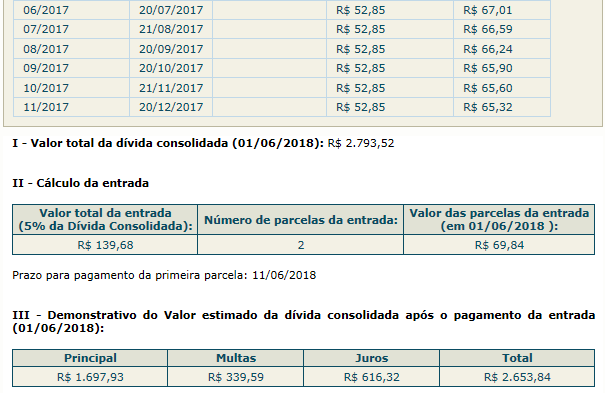 06/2017 20/07/2017 R$ 52,85 R$ 67,01
07/2017 21/08/2017 R$ 52,85 R$ 66,59
08/2017 20/09/2017 R$ 52,85 R$ 66,24
09/2017 20/10/2017 R$ 52,85 R$ 65,90
10/2017 21/11/2017 R$ 52,85 R$ 65,60
11/2017 20/12/2017 R$ 52,85 R$ 65,32
I - Valor total da dívida consolidada (01/06/2018): R$ 2.793,52
II - Cálculo da entrada
Valor total da entrada (5% da Dívida Consolidada): Número de parcelas da entrada: Valor das parcelas da entrada (em 01/06/2018 ):
R$ 139,68 2 R$ 69,84
Prazo para pagamento da primeira parcela: 11/06/2018
III - Demonstrativo do Valor estimado da dívida consolidada após o pagamento da entrada
(01/06/2018):
Principal Multas Juros Total
R$ 1.697,93 R$ 339,59 R$ 616,32 R$ 2.653,84